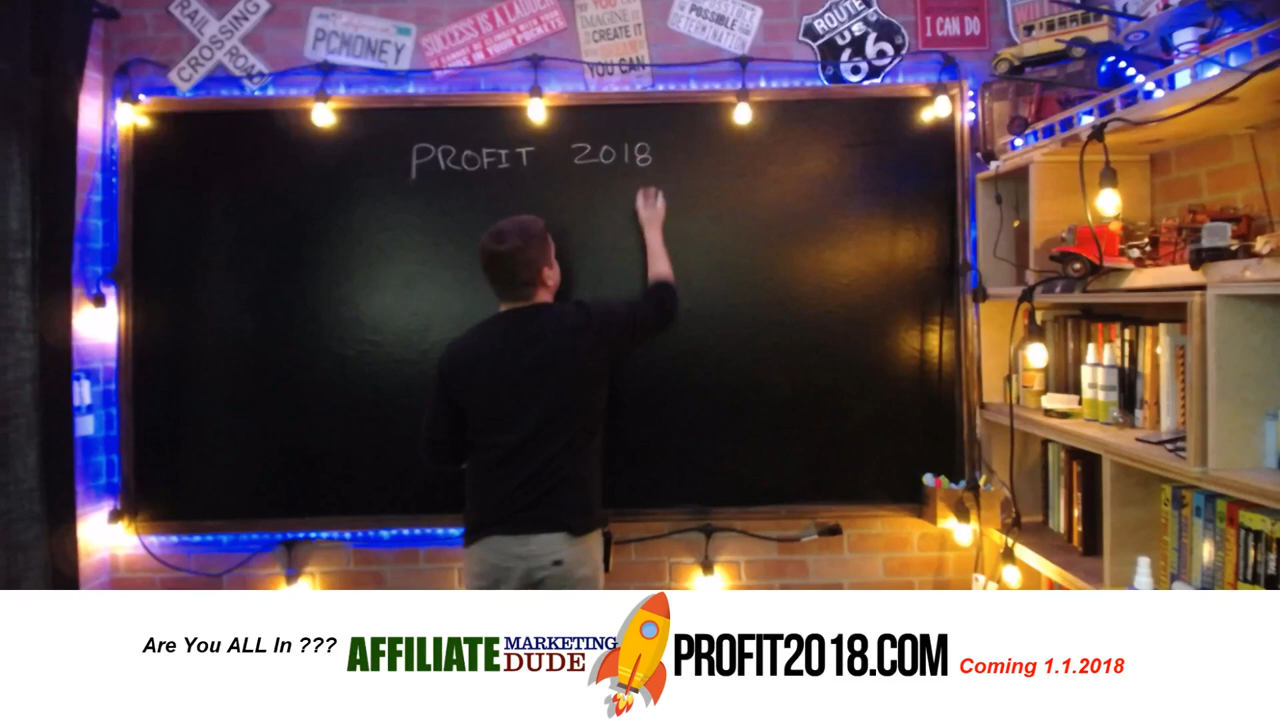 RAIL
CROSSING
ROAD
PCMONEY
SUCCESS IS A LADDER
YOU
IMAGINE IT
CREATE IT
YOU CAN
POSSIBLE
DETERMINATION
ROUTE
US
66
I CAN DO
PROFIT 2018
Are You ALL In ???
AFFILIATE MARKETING DUDE
PROFIT2018.COM
Coming 1.1.2018